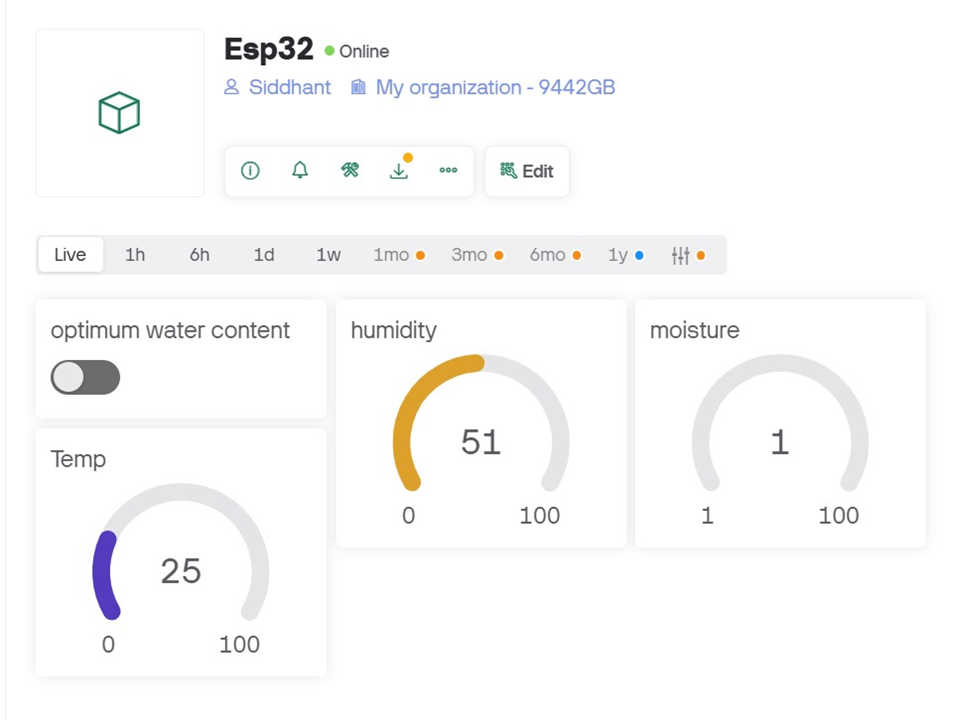 Esp32 Online
Siddhant My organization - 9442GB
Edit
Live 1h 6h 1d 1w 1mo 3mo 6mo 1y
optimum water content
humidity
51
0 100
moisture
1
1 100
Temp
25
0 100